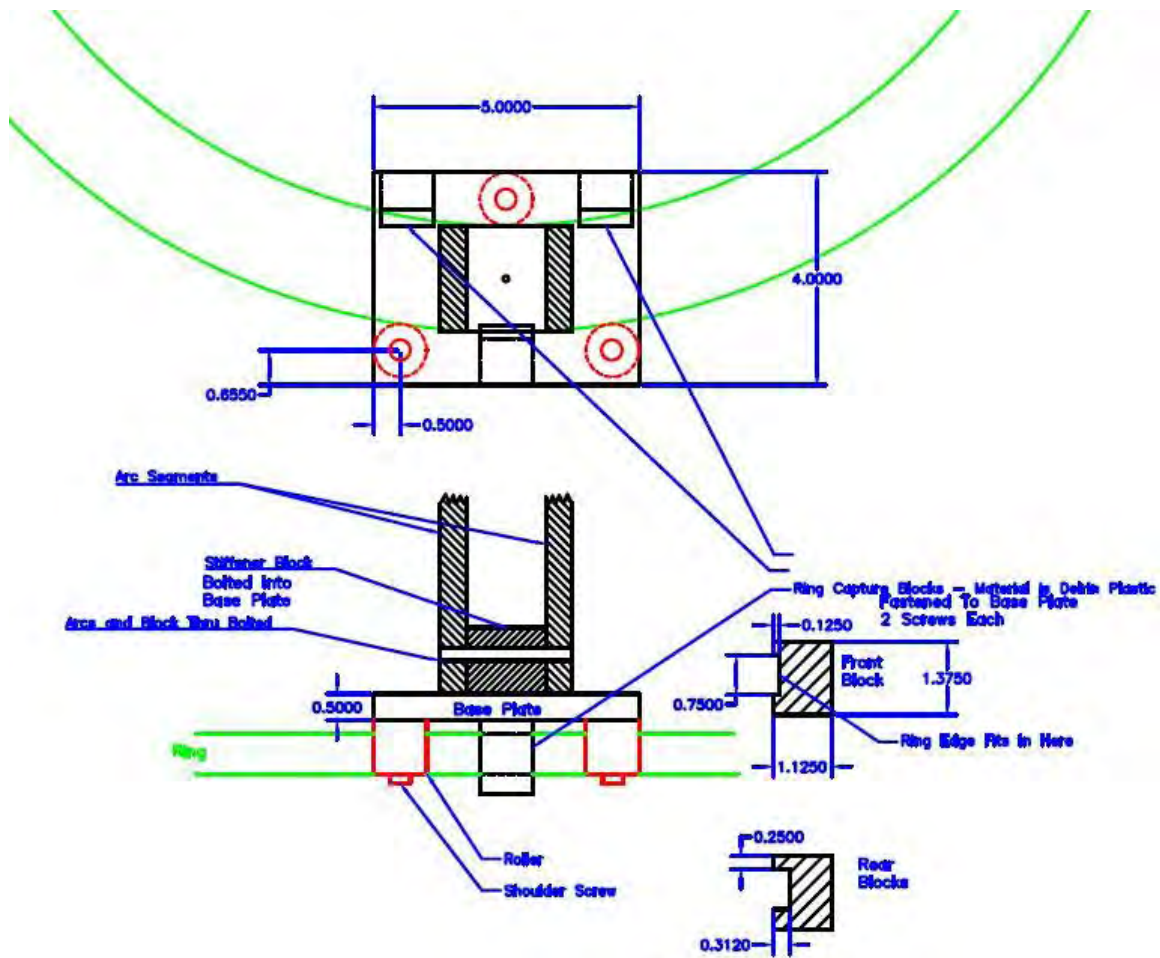 5.0000
4.0000
0.6550
0.5000
Arc Segments
Stiffener Block
Bolted Into
Base Plate
Arcs and Block Thru Bolted
Ring Capture Blocks - Material is Delrin Plastic
Fastened To Base Plate
2 Screws Each
0.1250
Front
Block
1.3750
0.7500
0.5000
Base Plate
Ring
Ring Edge Fits In Here
1.1250
0.2500
Roller
Rear
Blocks
Shoulder Screw
0.3120